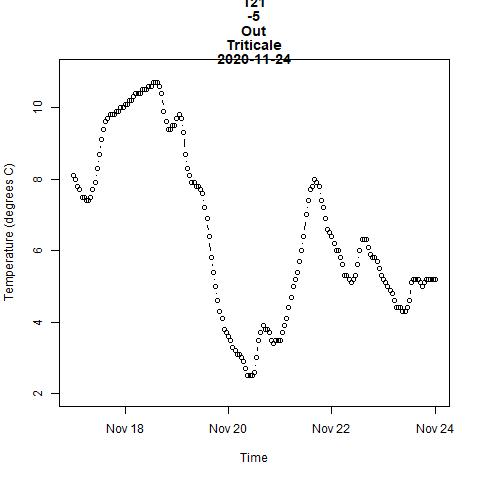 121
-5
Out
Triticale
2020-11-24
Temperature (degrees C)
10
8
6
4
2
Nov 18 Nov 20 Nov 22 Nov 24
Time